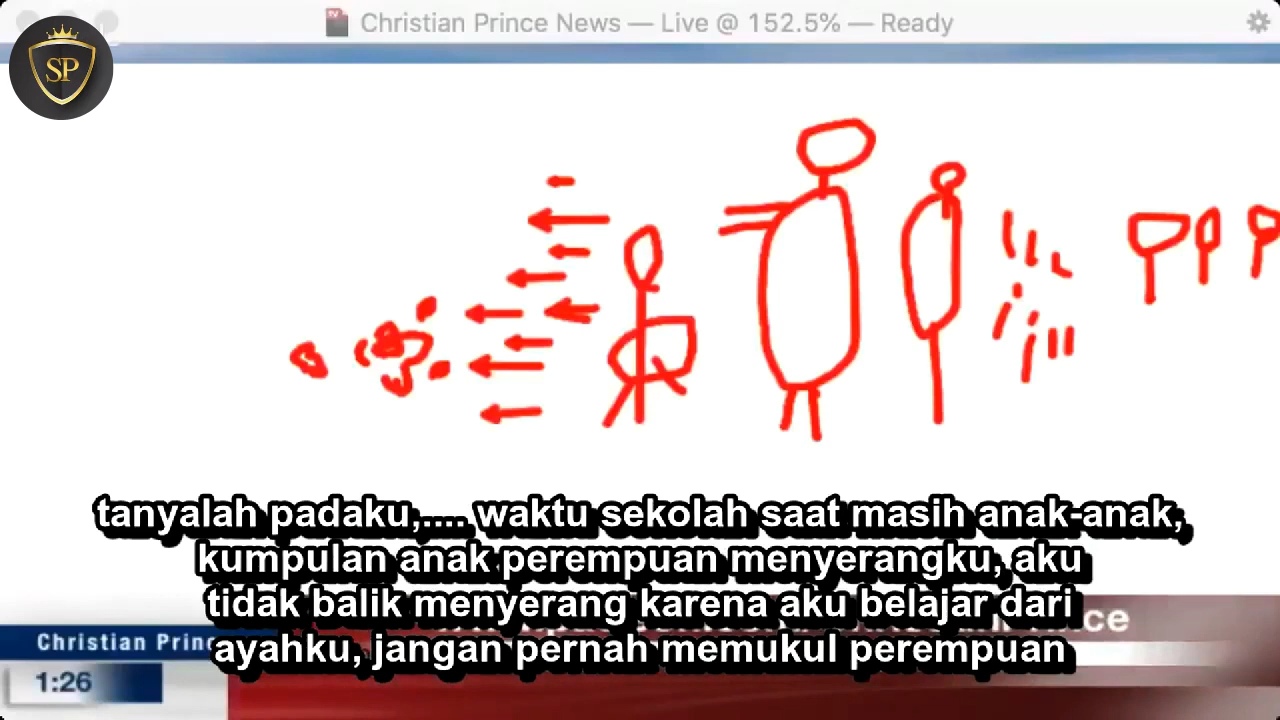 Christian Prince News — Live @ 152.5% — Ready
SP
tanyalah padaku,.... waktu sekolah saat masih anak-anak,
kumpulan anak perempuan menyerangku, aku
tidak balik menyerang karena aku belajar dari
ayahku, jangan pernah memukul perempuan
Christian Princ
1:26